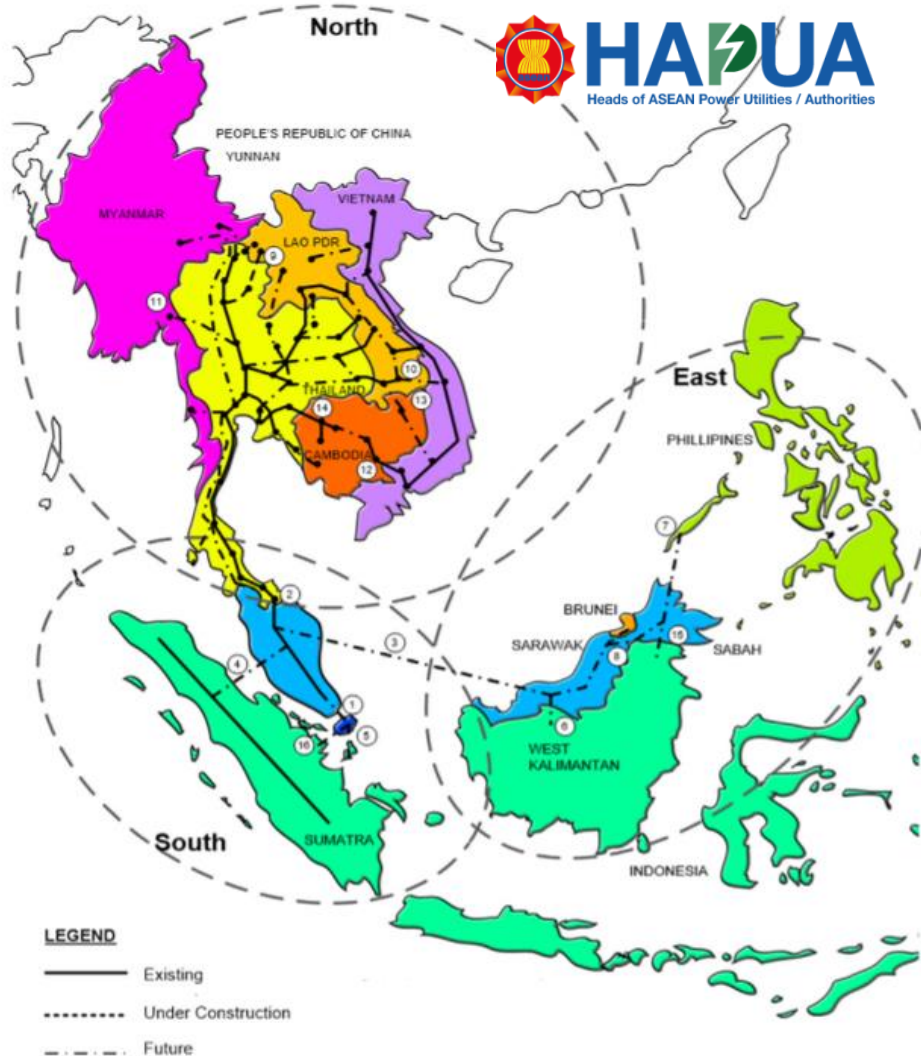 North
HAPUA
Heads of ASEAN Power Utilities / Authorities
PEOPLE'S REPUBLIC OF CHINA
YUNNAN
MYANMAR
VIETNAM
LAO PDR
9
11
10
THAILAND
14
13
CAMBODIA
12
East
PHILLIPINES
7
2
BRUNEI
3
SARAWAK
8
15
SABAH
4
1
5
16
6
WEST
KALIMANTAN
South
SUMATRA
INDONESIA
LEGEND
Existing
Under Construction
Future